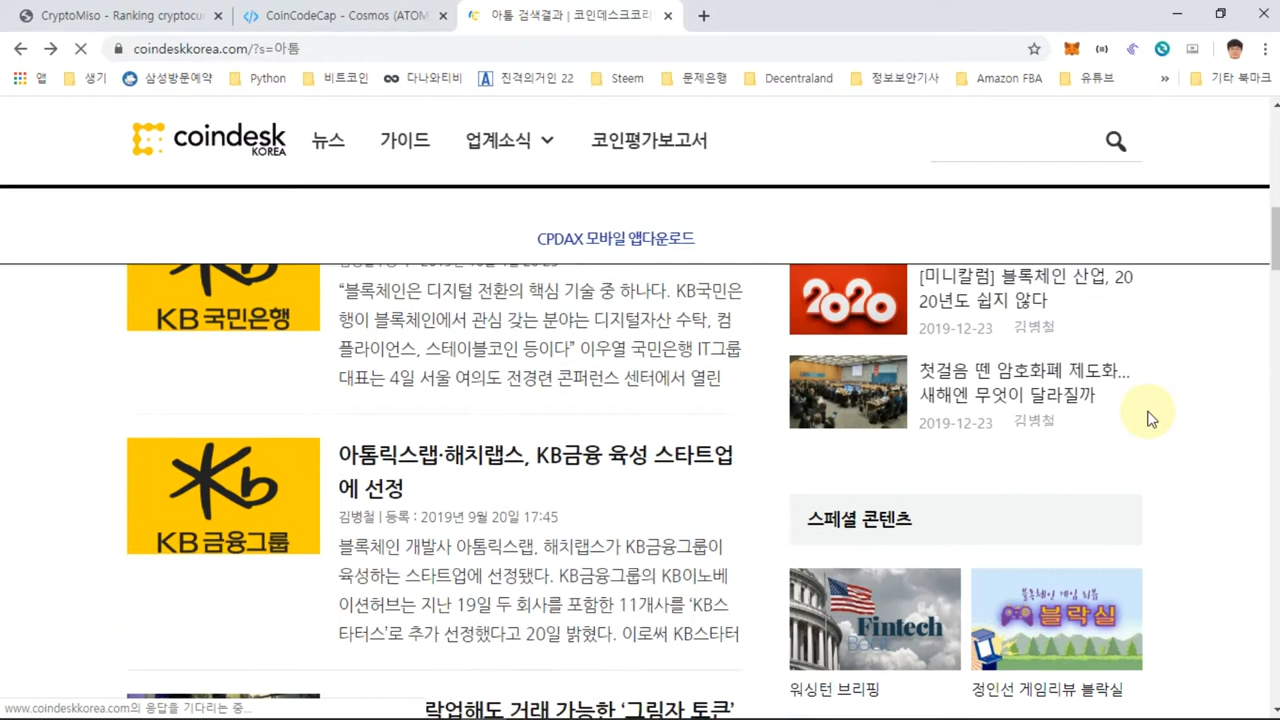 CryptoMiso - Ranking cryptocur
CoinCodeCap - Cosmos (ATOM)
아톰 검색결과 | 코인데스크코리
coindeskkorea.com/?s=아톰
앱
생기
삼성방문예약
Python
비트코인
다나와티비
진격의거인 22
Steem
문제은행
Decentraland
정보보안기사
Amazon FBA
유튜브
»
기타 북마크
coindesk KOREA
뉴스
가이드
업계소식
코인평가보고서
CPDAX 모바일 앱다운로드
KB국민은행
“블록체인은 디지털 전환의 핵심 기술 중 하나다. KB국민은
행이 블록체인에서 관심 갖는 분야는 디지털자산 수탁, 컴
플라이언스, 스테이블코인 등이다” 이우열 국민은행 IT그룹
대표는 4일 서울 여의도 전경련 콘퍼런스 센터에서 열린
KB금융그룹
아톰릭스랩·해치랩스, KB금융 육성 스타트업
에 선정
김병철 | 등록 : 2019년 9월 20일 17:45
블록체인 개발사 아톰릭스랩, 해치랩스가 KB금융그룹이
육성하는 스타트업에 선정됐다. KB금융그룹의 KB이노베
이션허브는 지난 19일 두 회사를 포함한 11개사를 ‘KB스
타터스’로 추가 선정했다고 20일 밝혔다. 이로써 KB스타터
락업해도 거래 가능한 ‘그림자 토큰’
2020
[미니칼럼] 블록체인 산업, 20
20년도 쉽지 않다
2019-12-23 김병철
첫걸음 뗀 암호화폐 제도화...
새해엔 무엇이 달라질까
2019-12-23 김병철
스페셜 콘텐츠
Fintech
블록체인 게임 리뷰
블락실
워싱턴 브리핑
정인선 게임리뷰 블락실
www.coindeskkorea.com의 응답을 기다리는 중...